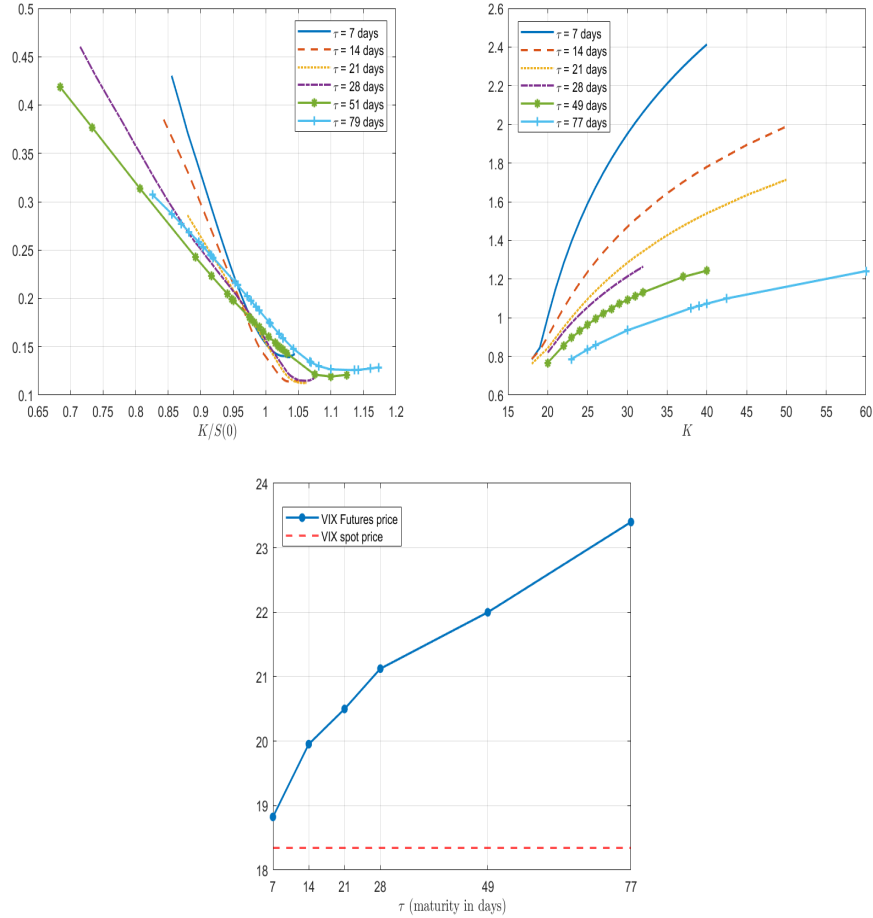 0.5
0.45
0.4
0.35
0.3
0.25
0.2
0.15
0.1
0.65 0.7 0.75 0.8 0.85 0.9 0.95 1 1.05 1.1 1.15 1.2
K/S(0)
τ = 7 days
τ = 14 days
τ = 21 days
τ = 28 days
τ = 51 days
τ = 79 days
2.6
2.4
2.2
2
1.8
1.6
1.4
1.2
1
0.8
0.6
15 20 25 30 35 40 45 50 55 60
K
τ = 7 days
τ = 14 days
τ = 21 days
τ = 28 days
τ = 49 days
τ = 77 days
24
23
22
21
20
19
18
7 14 21 28 49 77
τ (maturity in days)
VIX Futures price
VIX spot price